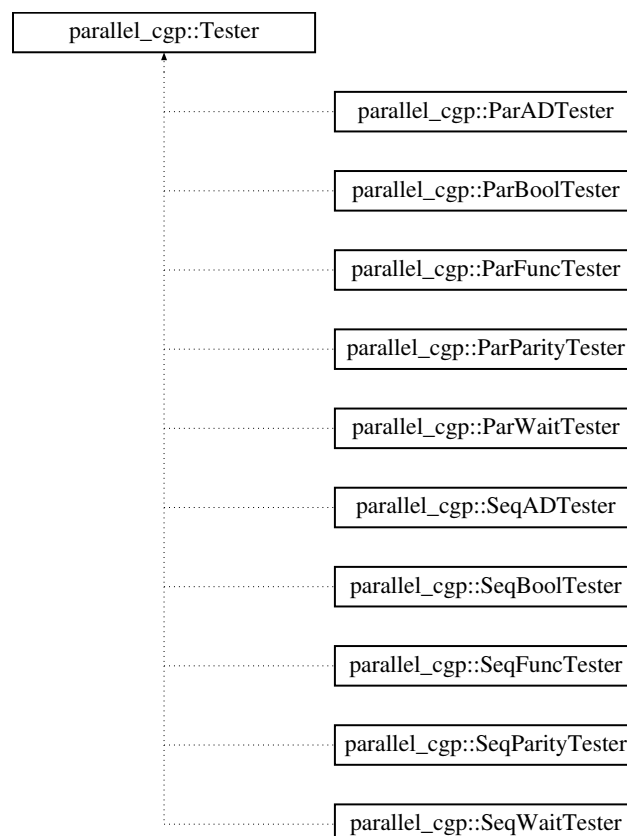 parallel_cgp::Tester
parallel_cgp::ParADTester
parallel_cgp::ParBoolTester
parallel_cgp::ParFuncTester
parallel_cgp::ParParityTester
parallel_cgp::ParWaitTester
parallel_cgp::SeqADTester
parallel_cgp::SeqBoolTester
parallel_cgp::SeqFuncTester
parallel_cgp::SeqParityTester
parallel_cgp::SeqWaitTester